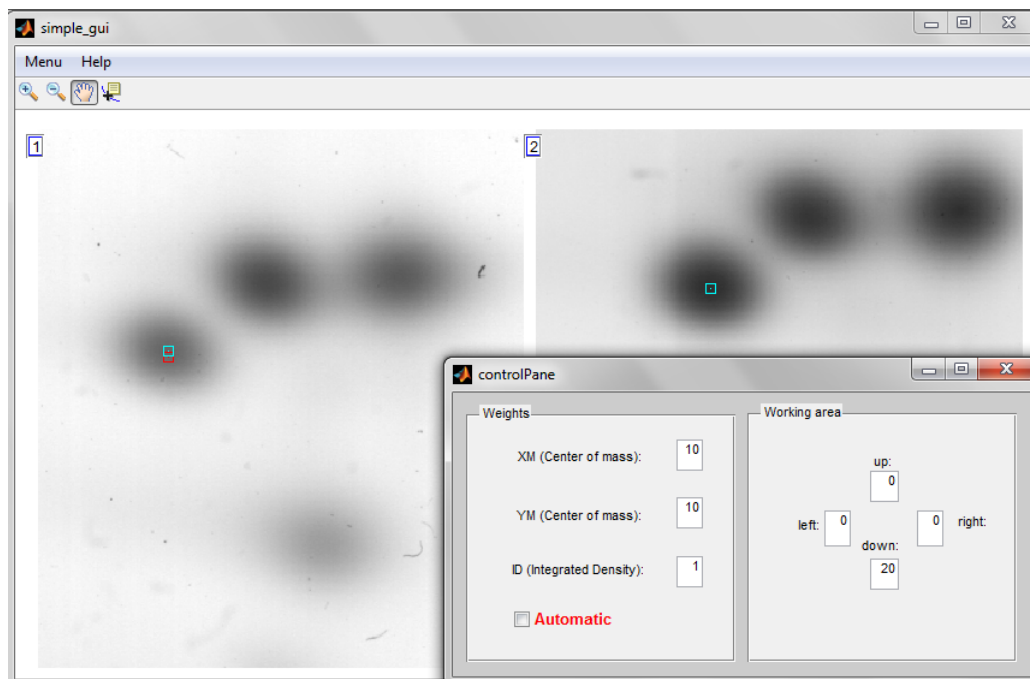 simple_gui
Menu Help
1
2
controlPane
Weights
XM (Center of mass): 10
YM (Center of mass): 10
ID (Integrated Density): 1
Automatic
Working area
up:
0
left: 0 0 right:
down:
20